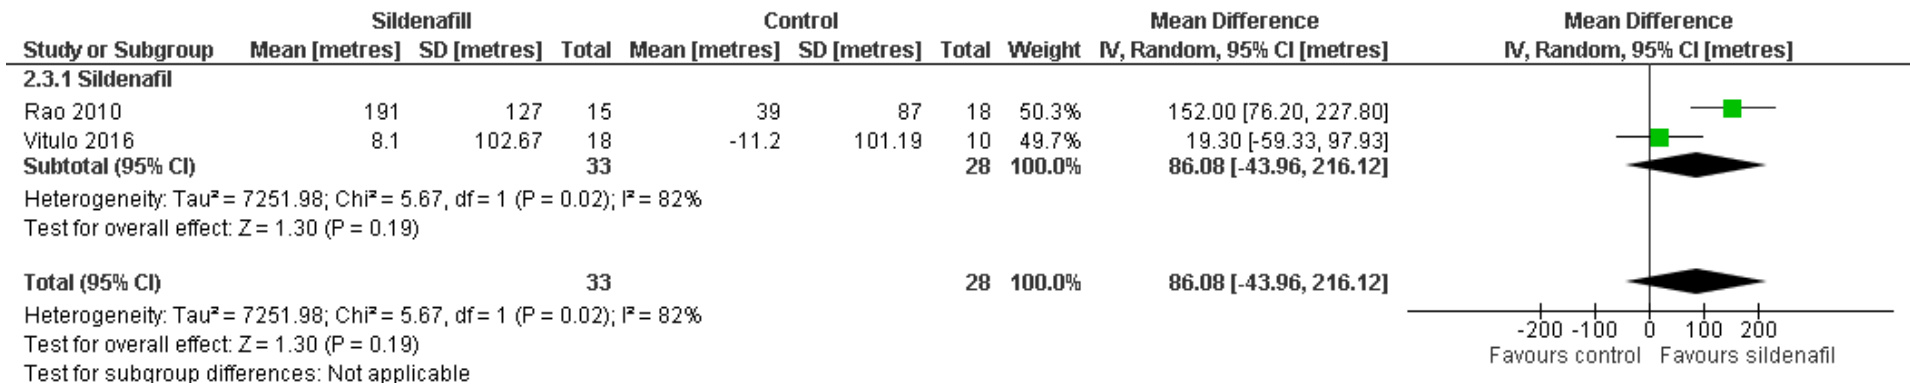 Sildenafill Control Mean Difference Mean Difference
Study or Subgroup Mean [metres] SD [metres] Total Mean [metres] SD [metres] Total Weight IV, Random, 95% CI [metres] IV, Random, 95% CI [metres]
2.3.1 Sildenafil
Rao 2010 191 127 15 39 87 18 50.3% 152.00 [76.20, 227.80]
Vitulo 2016 8.1 102.67 18 -11.2 101.19 10 49.7% 19.30 [-59.33, 97.93]
Subtotal (95% CI) 33 28 100.0% 86.08 [-43.96, 216.12]
Heterogeneity: Tau² = 7251.98; Chi² = 5.67, df = 1 (P = 0.02); I² = 82%
Test for overall effect: Z = 1.30 (P = 0.19)
Total (95% CI) 33 28 100.0% 86.08 [-43.96, 216.12]
Heterogeneity: Tau² = 7251.98; Chi² = 5.67, df = 1 (P = 0.02); I² = 82%
Test for overall effect: Z = 1.30 (P = 0.19)
Test for subgroup differences: Not applicable
-200 -100 0 100 200
Favours control Favours sildenafil